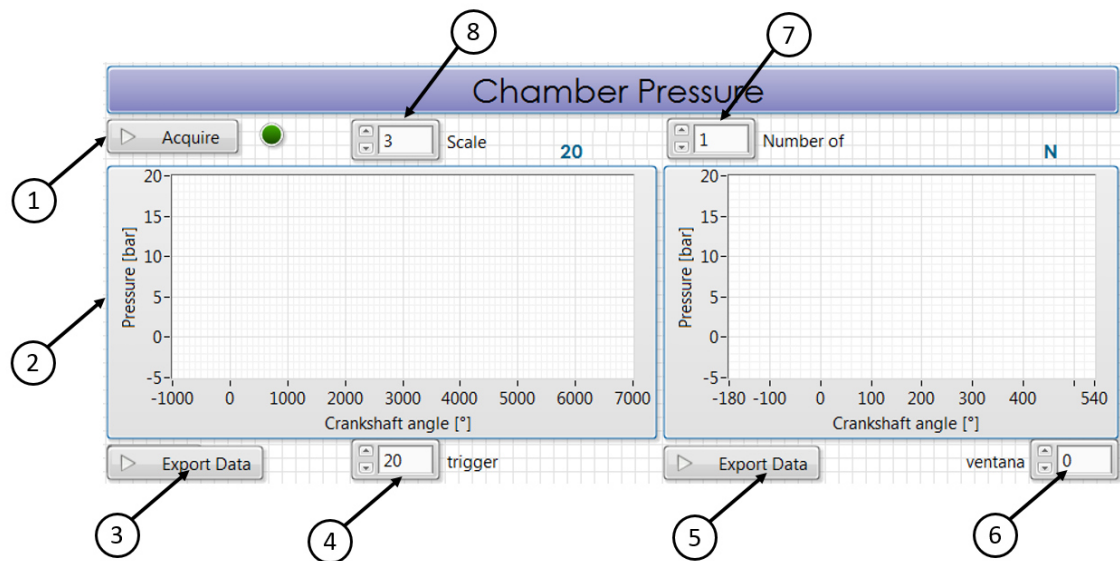 8
7
Chamber Pressure
1
Acquire
3
Scale
20
1
Number of
N
2
Pressure [bar]
20
15
10
5
0
-5
-1000 0 1000 2000 3000 4000 5000 6000 7000
Crankshaft angle [°]
Pressure [bar]
20
15
10
5
0
-5
-180 -100 0 100 200 300 400 540
Crankshaft angle [°]
Export Data
20
trigger
Export Data
ventana
0
3
4
5
6